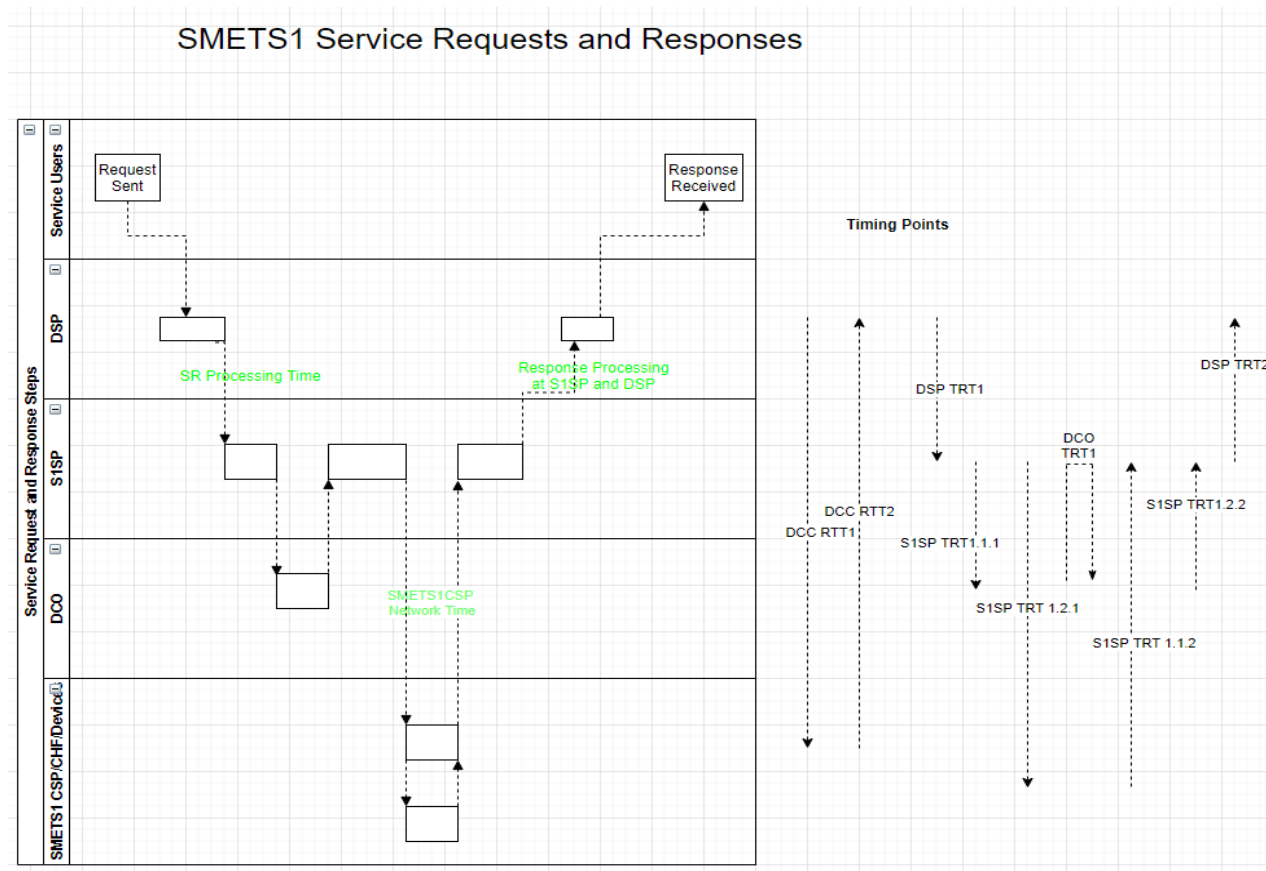 SMETS1 Service Requests and Responses
Service Request and Response Steps
Service Users
Request
Sent
Response
Received
Timing Points
DSP
SR Processing Time
Response Processing
at S1SP and DSP
DSP TRT1
DSP TRT2
S1SP
DCO
TRT1
DCC RTT1
DCC RTT2
S1SP TRT1.1.1
S1SP TRT1.2.2
DCO
SMETS1CSP
Network Time
S1SP TRT 1.2.1
S1SP TRT 1.1.2
SMETS1 CSP/CHF/Devices